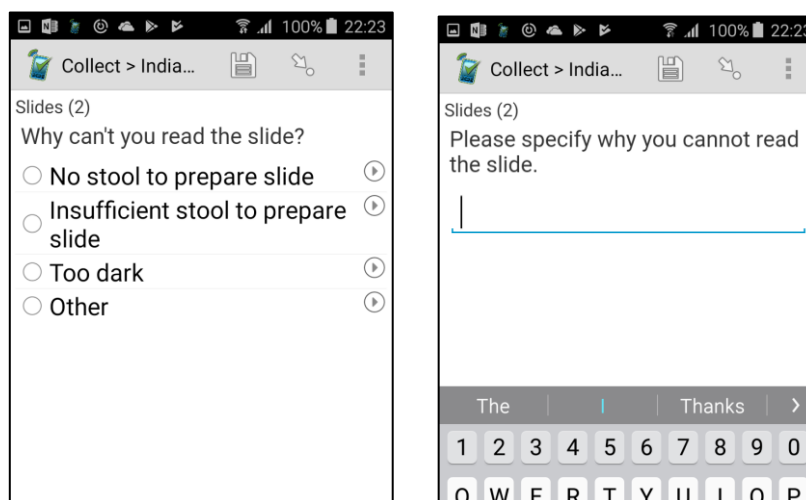 100% 22:23
Collect > India...
Slides (2)
Why can't you read the slide?
No stool to prepare slide
Insufficient stool to prepare
slide
Too dark
Other
100% 22:23
Collect > India...
Slides (2)
Please specify why you cannot read
the slide.
The I Thanks
1 2 3 4 5 6 7 8 9 0
Q W E R T Y U I O P